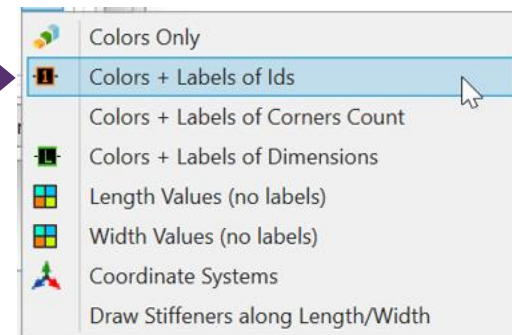 Colors Only
Colors + Labels of Ids
Colors + Labels of Corners Count
Colors + Labels of Dimensions
Length Values (no labels)
Width Values (no labels)
Coordinate Systems
Draw Stiffeners along Length/Width